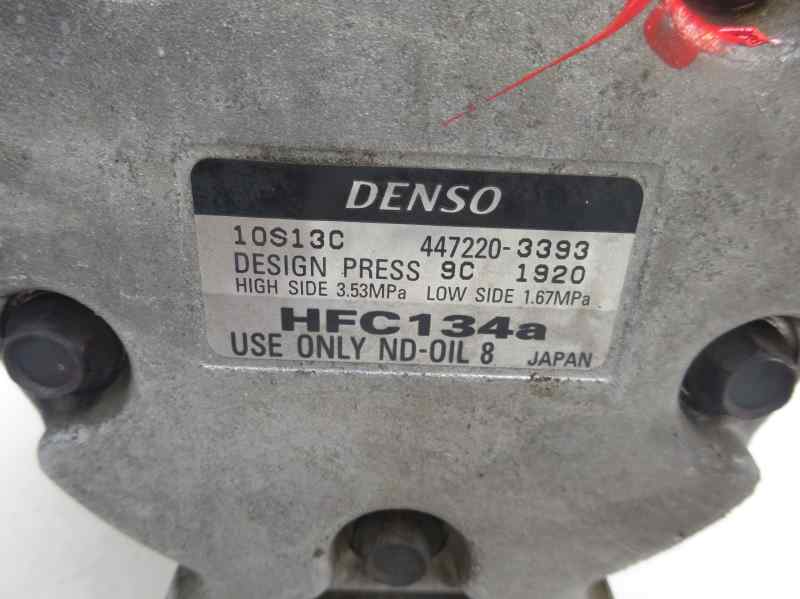 DENSO
10S13C 447220-3393
DESIGN PRESS 9C 1920
HIGH SIDE 3.53MPa LOW SIDE 1.67MPa
HFC134a
USE ONLY ND-OIL 8 JAPAN